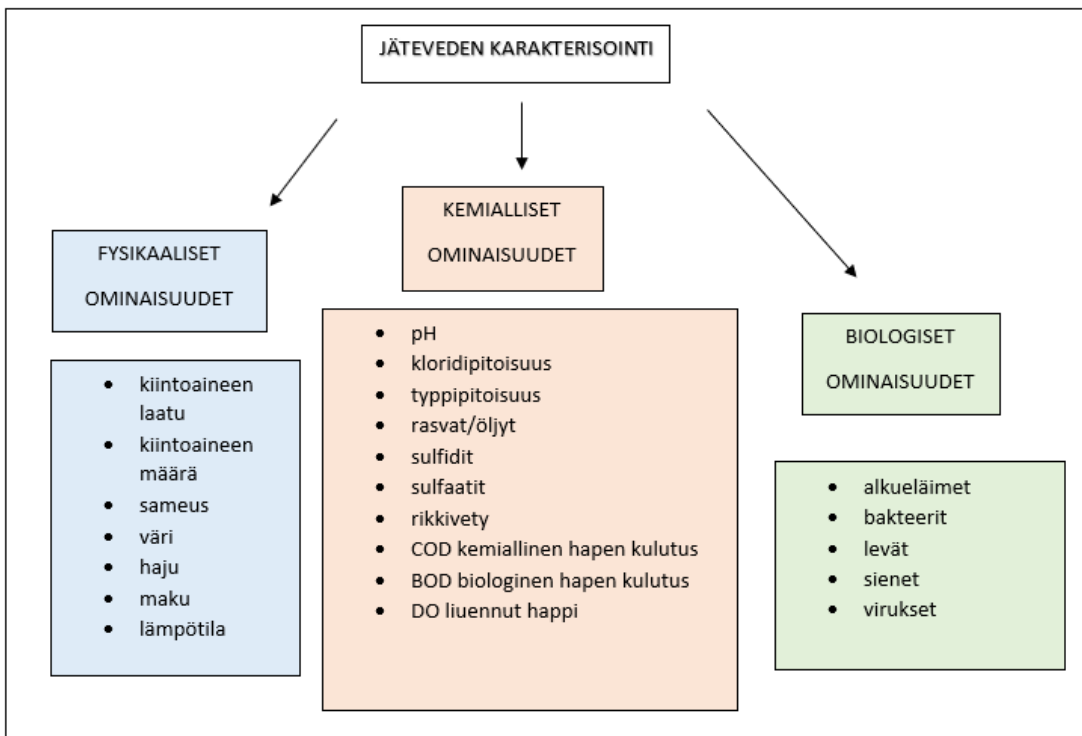 JÄTEVEDEN KARAKTERISOINTI
FYSIKAALISET
OMINAISUUDET
• kiintoaineen
laatu
• kiintoaineen
määrä
• sameus
• väri
• haju
• maku
• lämpötila
KEMIALLISET
OMINAISUUDET
• pH
• kloridipitoisuus
• typpipitoisuus
• rasvat/öljyt
• sulfidit
• sulfaatit
• rikkivety
• COD kemiallinen hapen kulutus
• BOD biologinen hapen kulutus
• DO liuennut happi
BIOLOGISET
OMINAISUUDET
• alkueläimet
• bakteerit
• levät
• sienet
• virukset